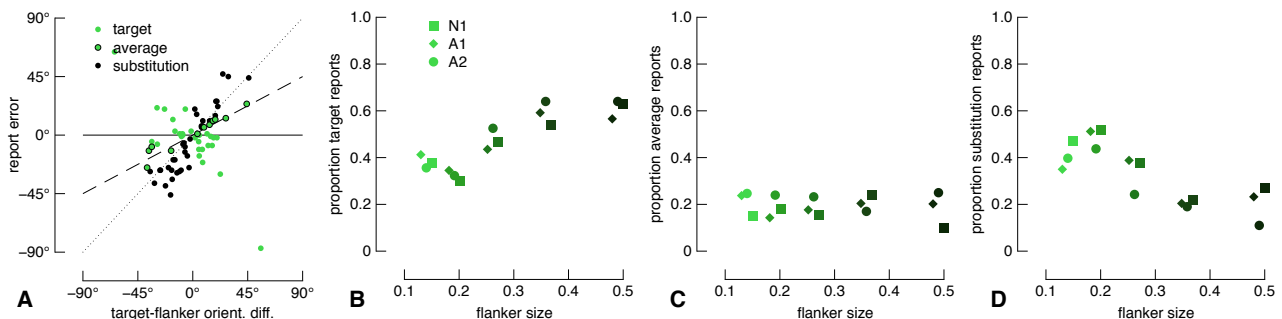 90°
45°
0°
−45°
−90°
report error
target
average
substitution
−90°
−45°
0°
45°
90°
target-flanker orient. diff.
A
1.0
0.8
0.6
0.4
0.2
0
proportion target reports
N1
A1
A2
0.1
0.2
0.3
0.4
0.5
flanker size
B
1.0
0.8
0.6
0.4
0.2
0
proportion average reports
0.1
0.2
0.3
0.4
0.5
flanker size
C
1.0
0.8
0.6
0.4
0.2
0
proportion substitution reports
0.1
0.2
0.3
0.4
0.5
flanker size
D